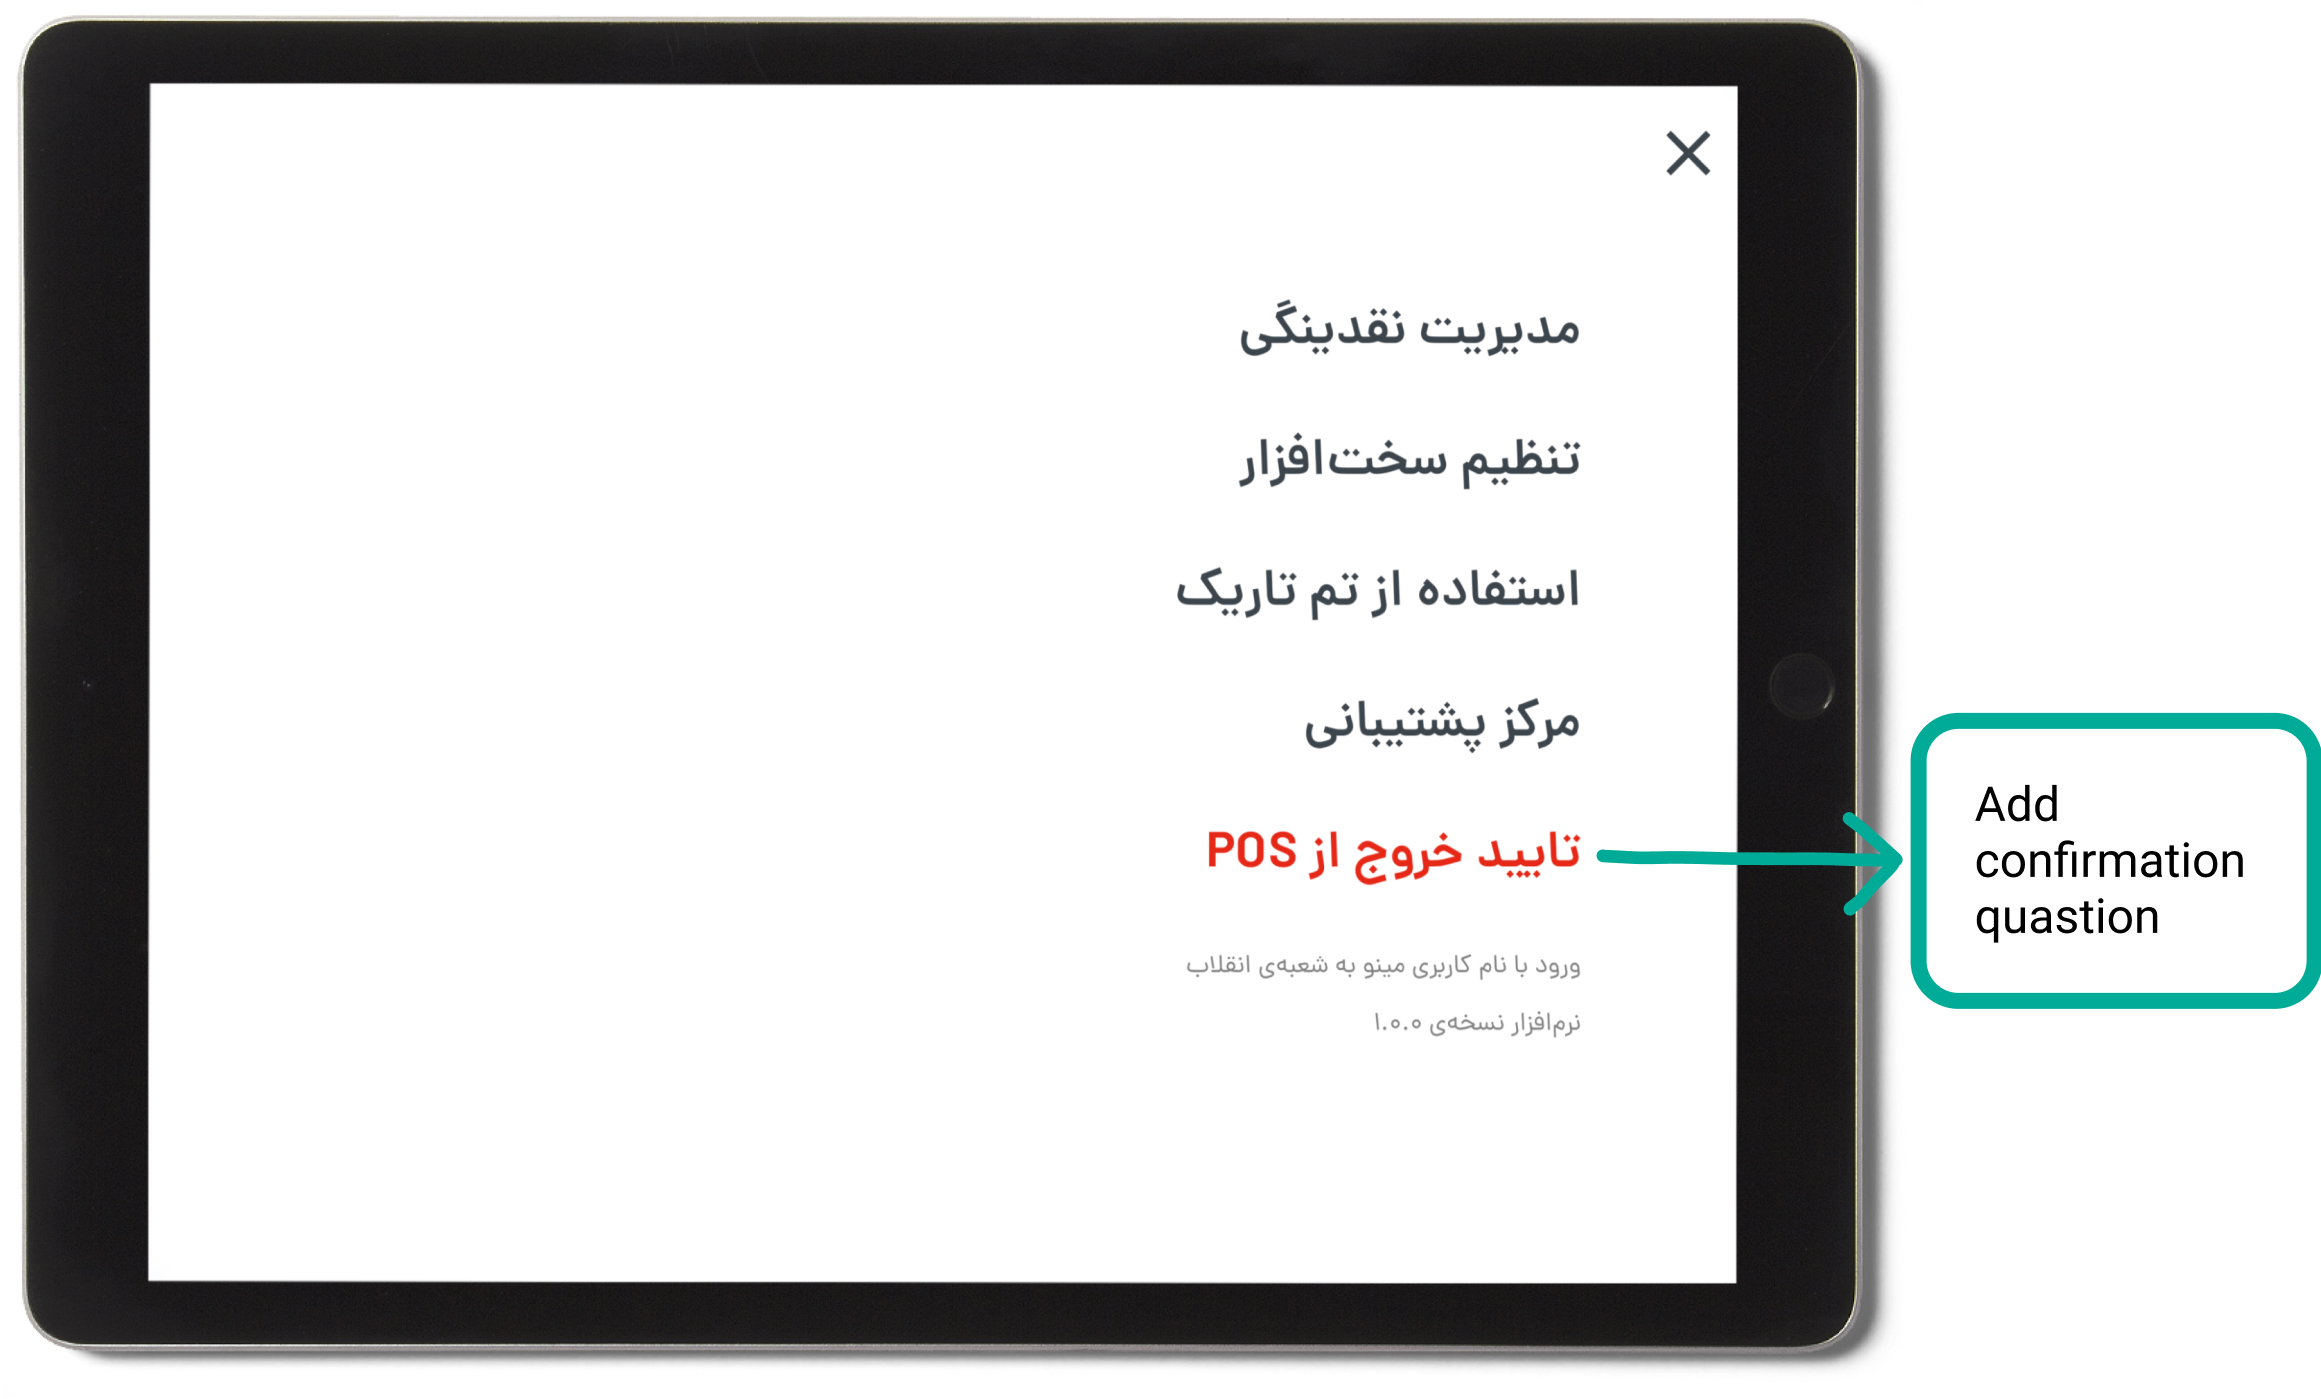 مدیریت نقدینگی
تنظیم سخت‌افزار
استفاده از تم تاریک
مرکز پشتیبانی
تایید خروج از POS
ورود با نام کاربری مینو به شعبه‌ی انقلاب
نرم‌افزار نسخه‌ی ۱.۰.۰
Add
confirmation
quastion